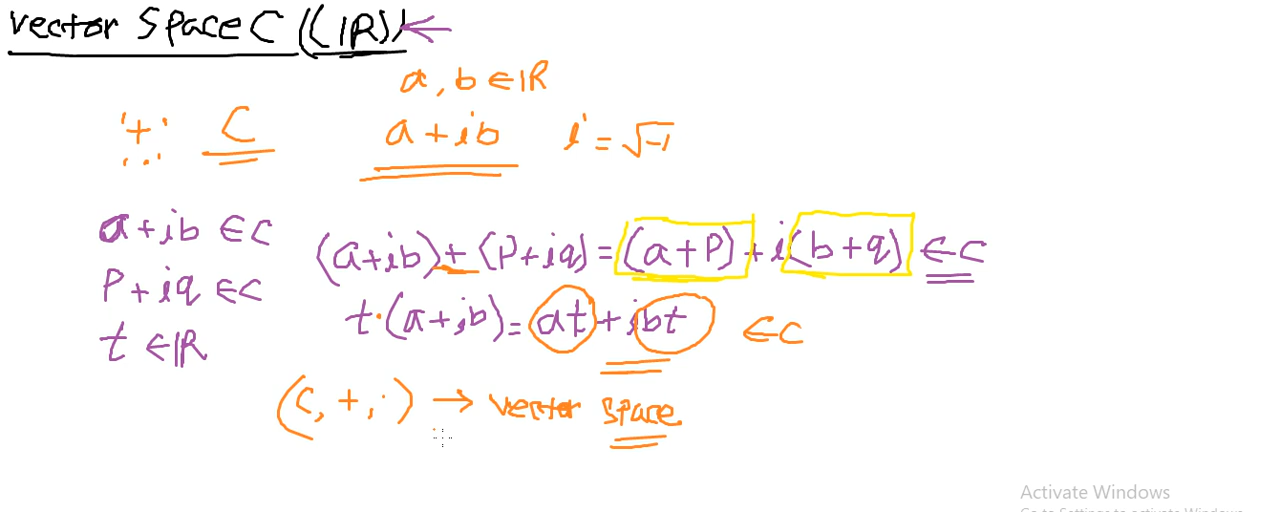 vector Space C ((IR))←
a, b ∈ IR
'+' C a + ib i = √-1
'.'
a + ib ∈ C
(a+ib) + (P+iq) = (a+P) + i(b+q) ∈ C
P + iq ∈ C
t·(a+ib) = at + ibt ∈ C
t ∈ IR
(C, +, ·) → vector space
Activate Windows